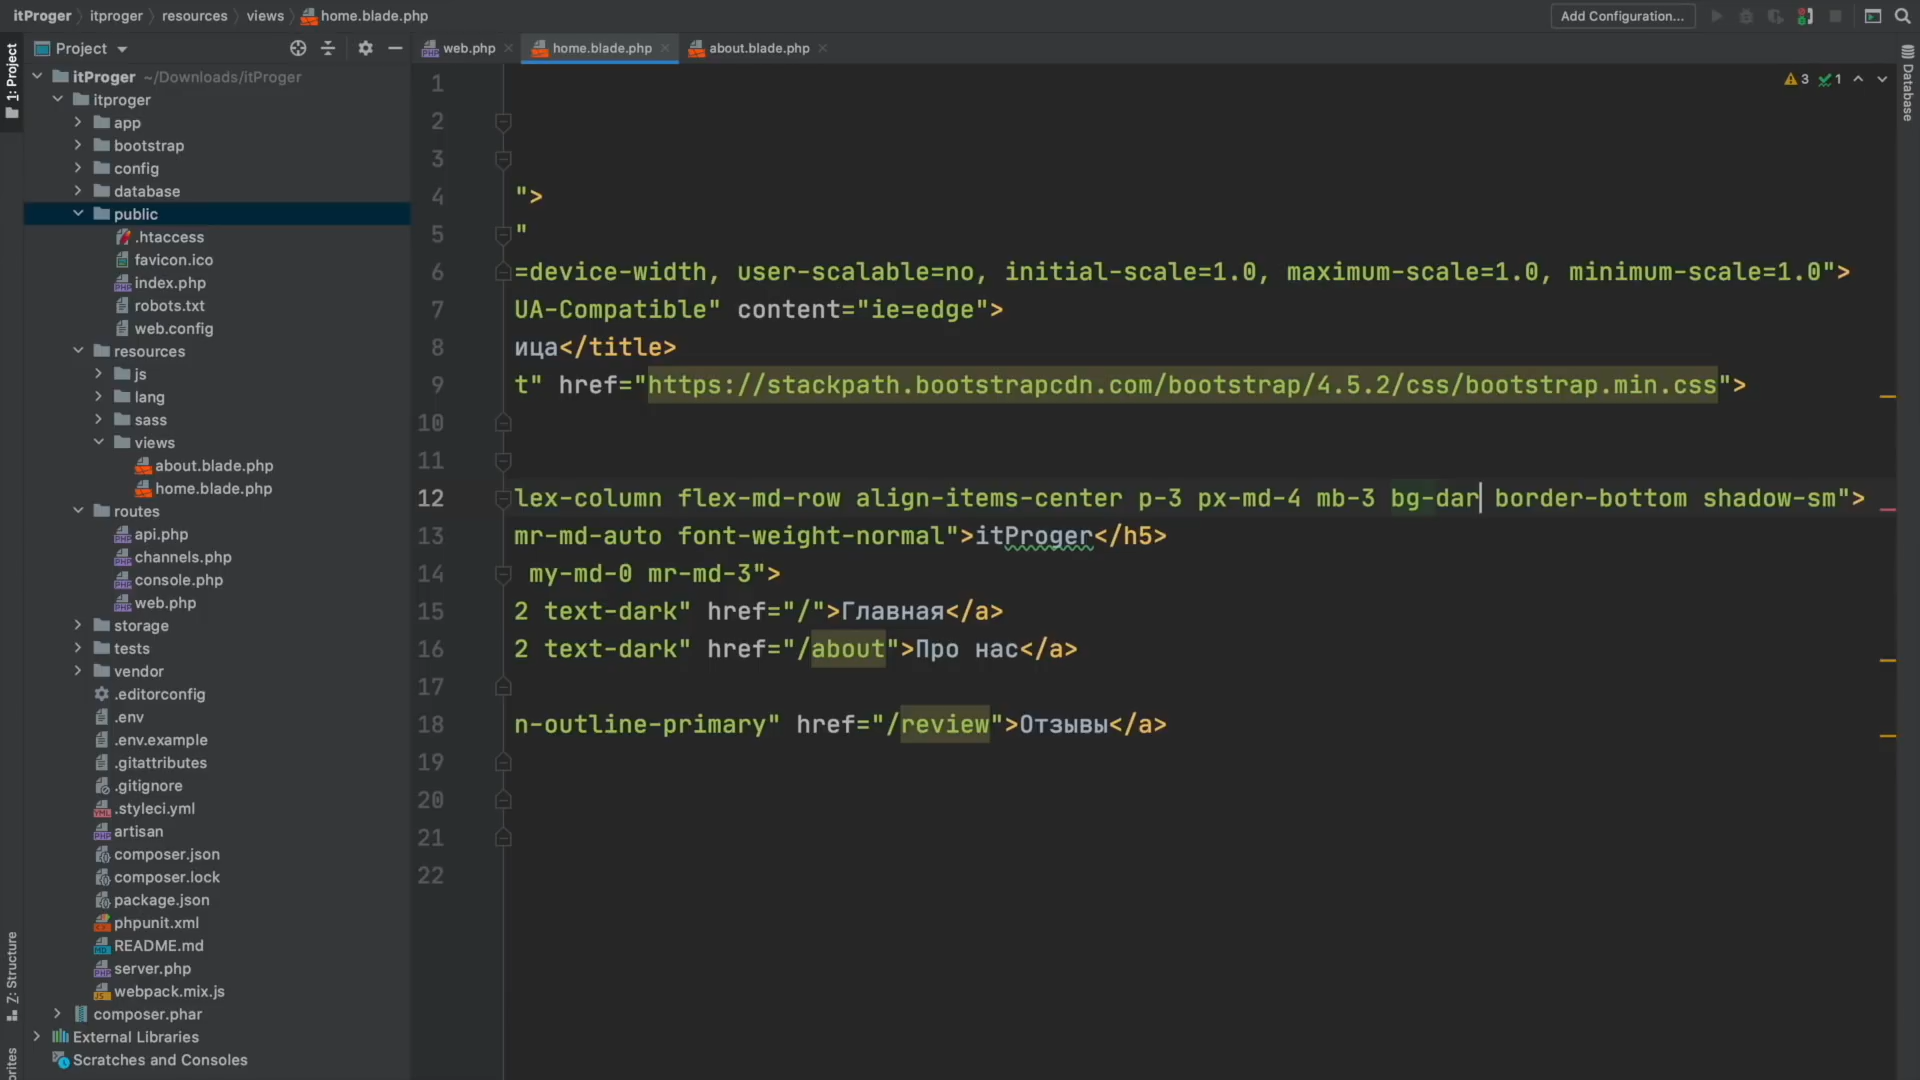 itProger itproger resources views home.blade.php
Add Configuration...
1: Project
Project
web.php home.blade.php about.blade.php
Database
3 1
itProger ~/Downloads/itProger
itproger
app
bootstrap
config
database
public
.htaccess
favicon.ico
index.php
robots.txt
web.config
resources
js
lang
sass
views
about.blade.php
home.blade.php
routes
api.php
channels.php
console.php
web.php
storage
tests
vendor
.editorconfig
.env
.env.example
.gitattributes
.gitignore
.styleci.yml
artisan
composer.json
composer.lock
package.json
phpunit.xml
README.md
server.php
webpack.mix.js
composer.phar
External Libraries
Scratches and Consoles
Z: Structure
1
2
3
4 ">
5 "
6 =device-width, user-scalable=no, initial-scale=1.0, maximum-scale=1.0, minimum-scale=1.0">
7 UA-Compatible" content="ie=edge">
8 ица</title>
9 t" href="https://stackpath.bootstrapcdn.com/bootstrap/4.5.2/css/bootstrap.min.css">
10
11
12 lex-column flex-md-row align-items-center p-3 px-md-4 mb-3 bg-dar border-bottom shadow-sm">
13 mr-md-auto font-weight-normal">itProger</h5>
14 my-md-0 mr-md-3">
15 2 text-dark" href="/">Главная</a>
16 2 text-dark" href="/about">Про нас</a>
17
18 n-outline-primary" href="/review">Отзывы</a>
19
20
21
22